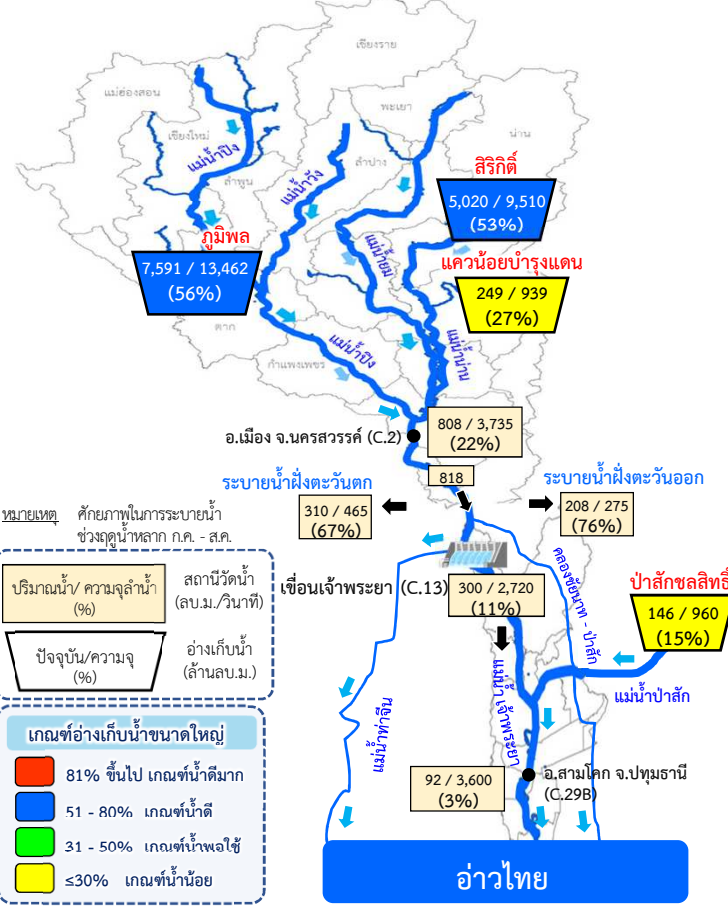 เชียงราย
แม่ฮ่องสอน
พะเยา
เชียงใหม่
น่าน
แม่น้ำปิง
ลำปาง
ลำพูน
แม่น้ำวัง
สิริกิติ์
5,020 / 9,510
(53%)
ภูมิพล
7,591 / 13,462
(56%)
แม่น้ำยม
แควน้อยบำรุงแดน
249 / 939
(27%)
ตาก
แม่น้ำปิง
กำแพงเพชร
แม่น้ำน่าน
อ.เมือง จ.นครสวรรค์ (C.2)
808 / 3,735
(22%)
818
ระบายน้ำฝั่งตะวันตก
310 / 465
(67%)
ระบายน้ำฝั่งตะวันออก
208 / 275
(76%)
หมายเหตุ ศักยภาพในการระบายน้ำ
ช่วงฤดูน้ำหลาก ก.ค. - ส.ค.
ปริมาณน้ำ/ ความจุลำน้ำ
(%)
สถานีวัดน้ำ
(ลบ.ม./วินาที)
ปัจจุบัน/ความจุ
(%)
อ่างเก็บน้ำ
(ล้านลบ.ม.)
เขื่อนเจ้าพระยา (C.13)
300 / 2,720
(11%)
คลองชัยนาท - ป่าสัก
ป่าสักชลสิทธิ์
146 / 960
(15%)
แม่น้ำป่าสัก
แม่น้ำท่าจีน
แม่น้ำเจ้าพระยา
เกณฑ์อ่างเก็บน้ำขนาดใหญ่
81% ขึ้นไป เกณฑ์น้ำดีมาก
51 - 80% เกณฑ์น้ำดี
31 - 50% เกณฑ์น้ำพอใช้
≤30% เกณฑ์น้ำน้อย
92 / 3,600
(3%)
อ.สามโคก จ.ปทุมธานี
(C.29B)
อ่าวไทย